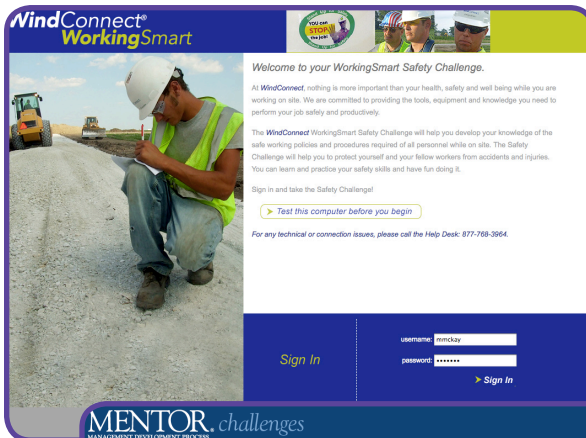 WindConnect®
WorkingSmart
YOU can
STOP
the job!
Welcome to your WorkingSmart Safety Challenge.
At WindConnect, nothing is more important than your health, safety and well being while you are
working on site. We are committed to providing the tools, equipment and knowledge you need to
perform your job safely and productively.
The WindConnect WorkingSmart Safety Challenge will help you develop your knowledge of the
safe working policies and procedures required of all personnel while on site. The Safety
Challenge will help you to protect yourself and your fellow workers from accidents and injuries.
You can learn and practice your safety skills and have fun doing it.
Sign in and take the Safety Challenge!
Test this computer before you begin
For any technical or connection issues, please call the Help Desk: 877-768-3964.
Sign In
username: mmckay
password: •••••••
Sign In
MENTOR® challenges
MANAGEMENT DEVELOPMENT PROCESS